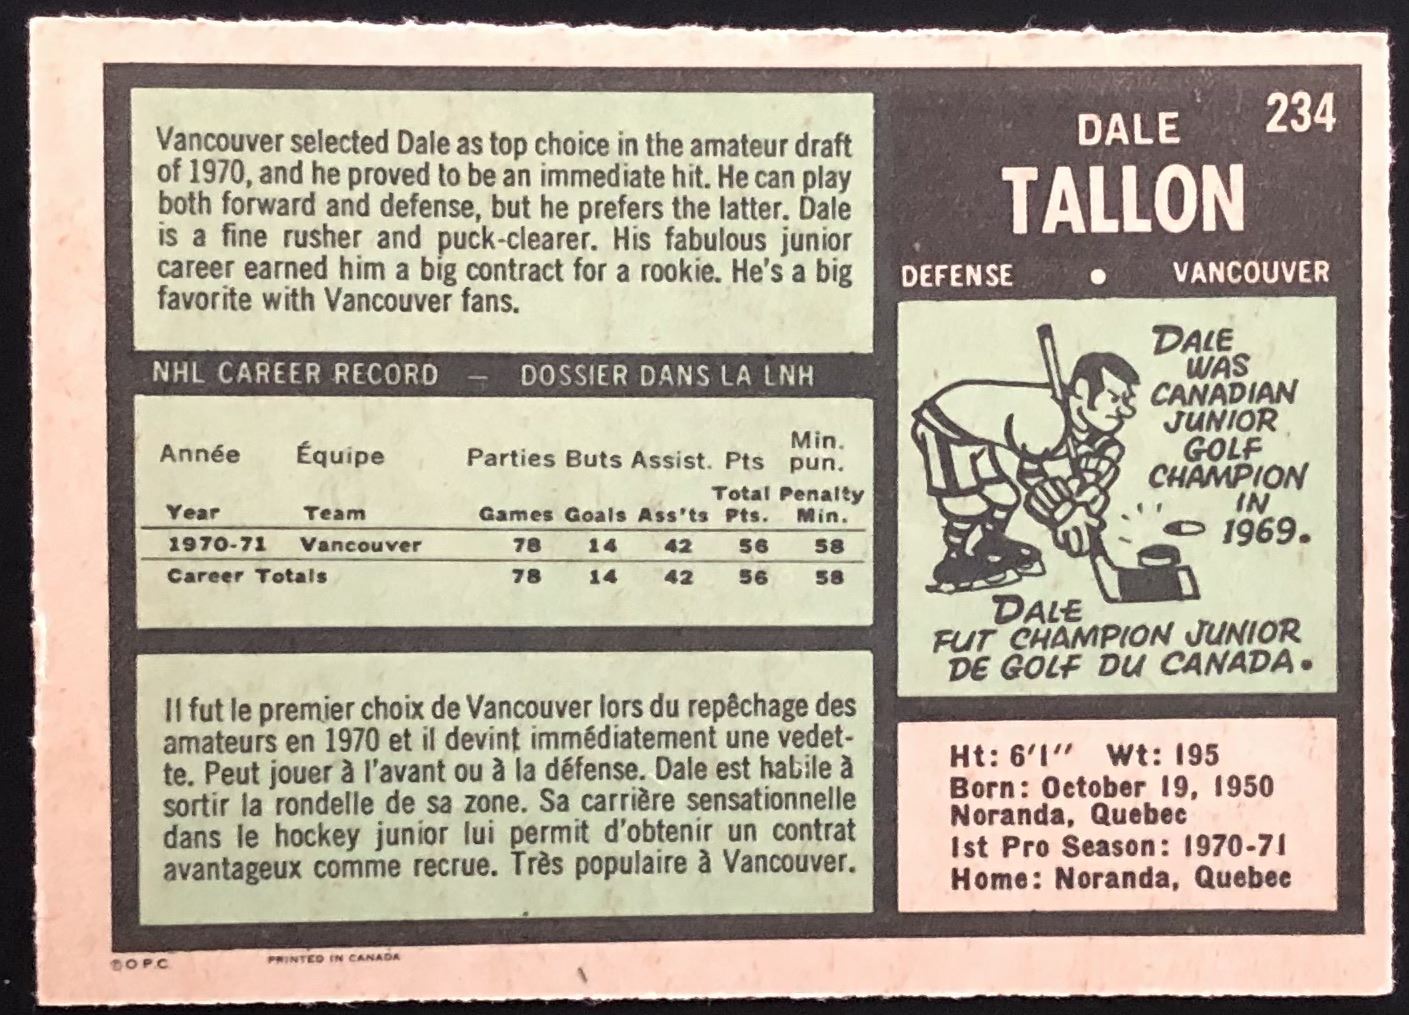 Vancouver selected Dale as top choice in the amateur draft
of 1970, and he proved to be an immediate hit. He can play
both forward and defense, but he prefers the latter. Dale
is a fine rusher and puck-clearer. His fabulous junior
career earned him a big contract for a rookie. He's a big
favorite with Vancouver fans.
NHL CAREER RECORD — DOSSIER DANS LA LNH
Année Équipe Parties Buts Assist. Pts Min. pun.
Year Team Games Goals Ass'ts Total Pts. Penalty Min.
1970-71 Vancouver 78 14 42 56 58
Career Totals 78 14 42 56 58
Il fut le premier choix de Vancouver lors du repêchage des
amateurs en 1970 et il devint immédiatement une vedet-
te. Peut jouer à l'avant ou à la défense. Dale est habile à
sortir la rondelle de sa zone. Sa carrière sensationnelle
dans le hockey junior lui permit d'obtenir un contrat
avantageux comme recrue. Très populaire à Vancouver.
234
DALE
TALLON
DEFENSE • VANCOUVER
DALE
WAS
CANADIAN
JUNIOR
GOLF
CHAMPION
IN
1969.
DALE
FUT CHAMPION JUNIOR
DE GOLF DU CANADA.
Ht: 6'1" Wt: 195
Born: October 19, 1950
Noranda, Quebec
1st Pro Season: 1970-71
Home: Noranda, Quebec
© O P C PRINTED IN CANADA